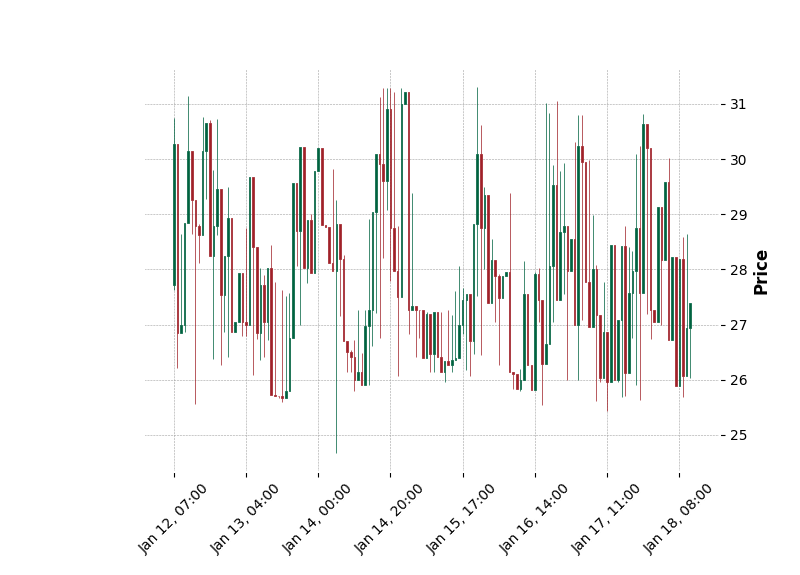 31
30
29
28
27
26
25
Price
Jan 12, 07:00
Jan 13, 04:00
Jan 14, 00:00
Jan 14, 20:00
Jan 15, 17:00
Jan 16, 14:00
Jan 17, 11:00
Jan 18, 08:00